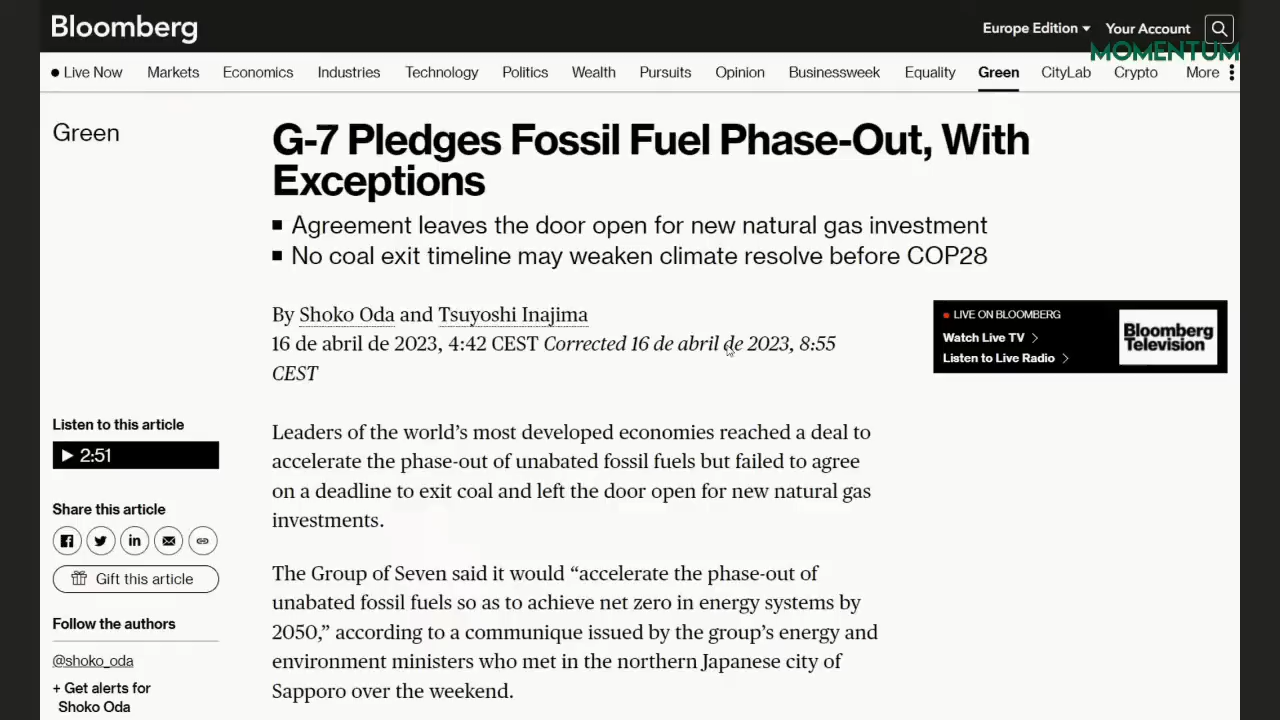 Bloomberg
Europe Edition
Your Account
MOMENTUM
Live Now Markets Economics Industries Technology Politics Wealth Pursuits Opinion Businessweek Equality Green CityLab Crypto More
Green
G-7 Pledges Fossil Fuel Phase-Out, With
Exceptions
Agreement leaves the door open for new natural gas investment
No coal exit timeline may weaken climate resolve before COP28
By Shoko Oda and Tsuyoshi Inajima
16 de abril de 2023, 4:42 CEST Corrected 16 de abril de 2023, 8:55
CEST
LIVE ON BLOOMBERG
Watch Live TV
Listen to Live Radio
Bloomberg
Television
Listen to this article
2:51
Share this article
Gift this article
Follow the authors
@shoko_oda
+ Get alerts for
Shoko Oda
Leaders of the world's most developed economies reached a deal to
accelerate the phase-out of unabated fossil fuels but failed to agree
on a deadline to exit coal and left the door open for new natural gas
investments.
The Group of Seven said it would “accelerate the phase-out of
unabated fossil fuels so as to achieve net zero in energy systems by
2050,” according to a communique issued by the group's energy and
environment ministers who met in the northern Japanese city of
Sapporo over the weekend.